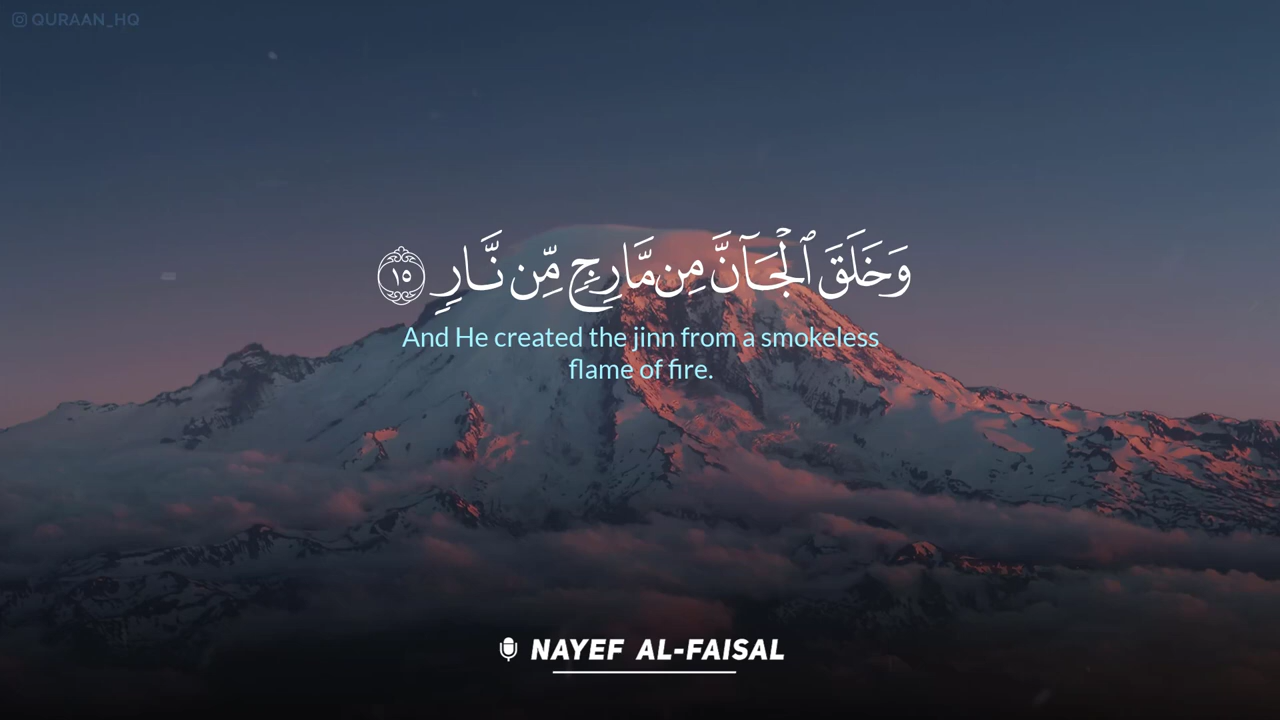 QURAAN_HQ
وَخَلَقَ ٱلْجَآنَّ مِن مَّارِجٍ مِّن نَّارٍ ١٥
And He created the jinn from a smokeless
flame of fire.
NAYEF AL-FAISAL